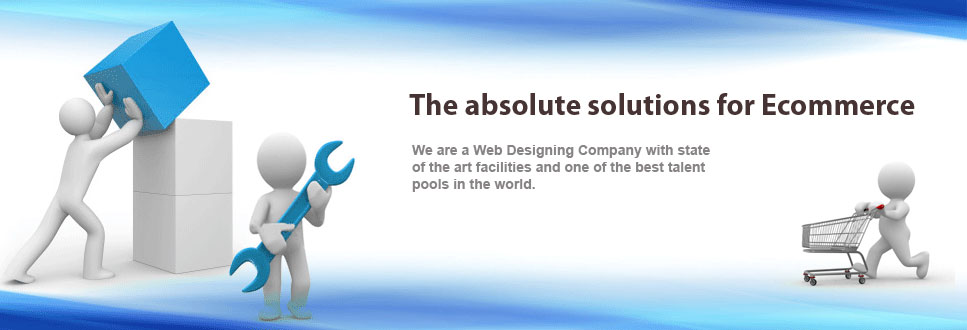 The absolute solutions for Ecommerce
We are a Web Designing Company with state
of the art facilities and one of the best talent
pools in the world.